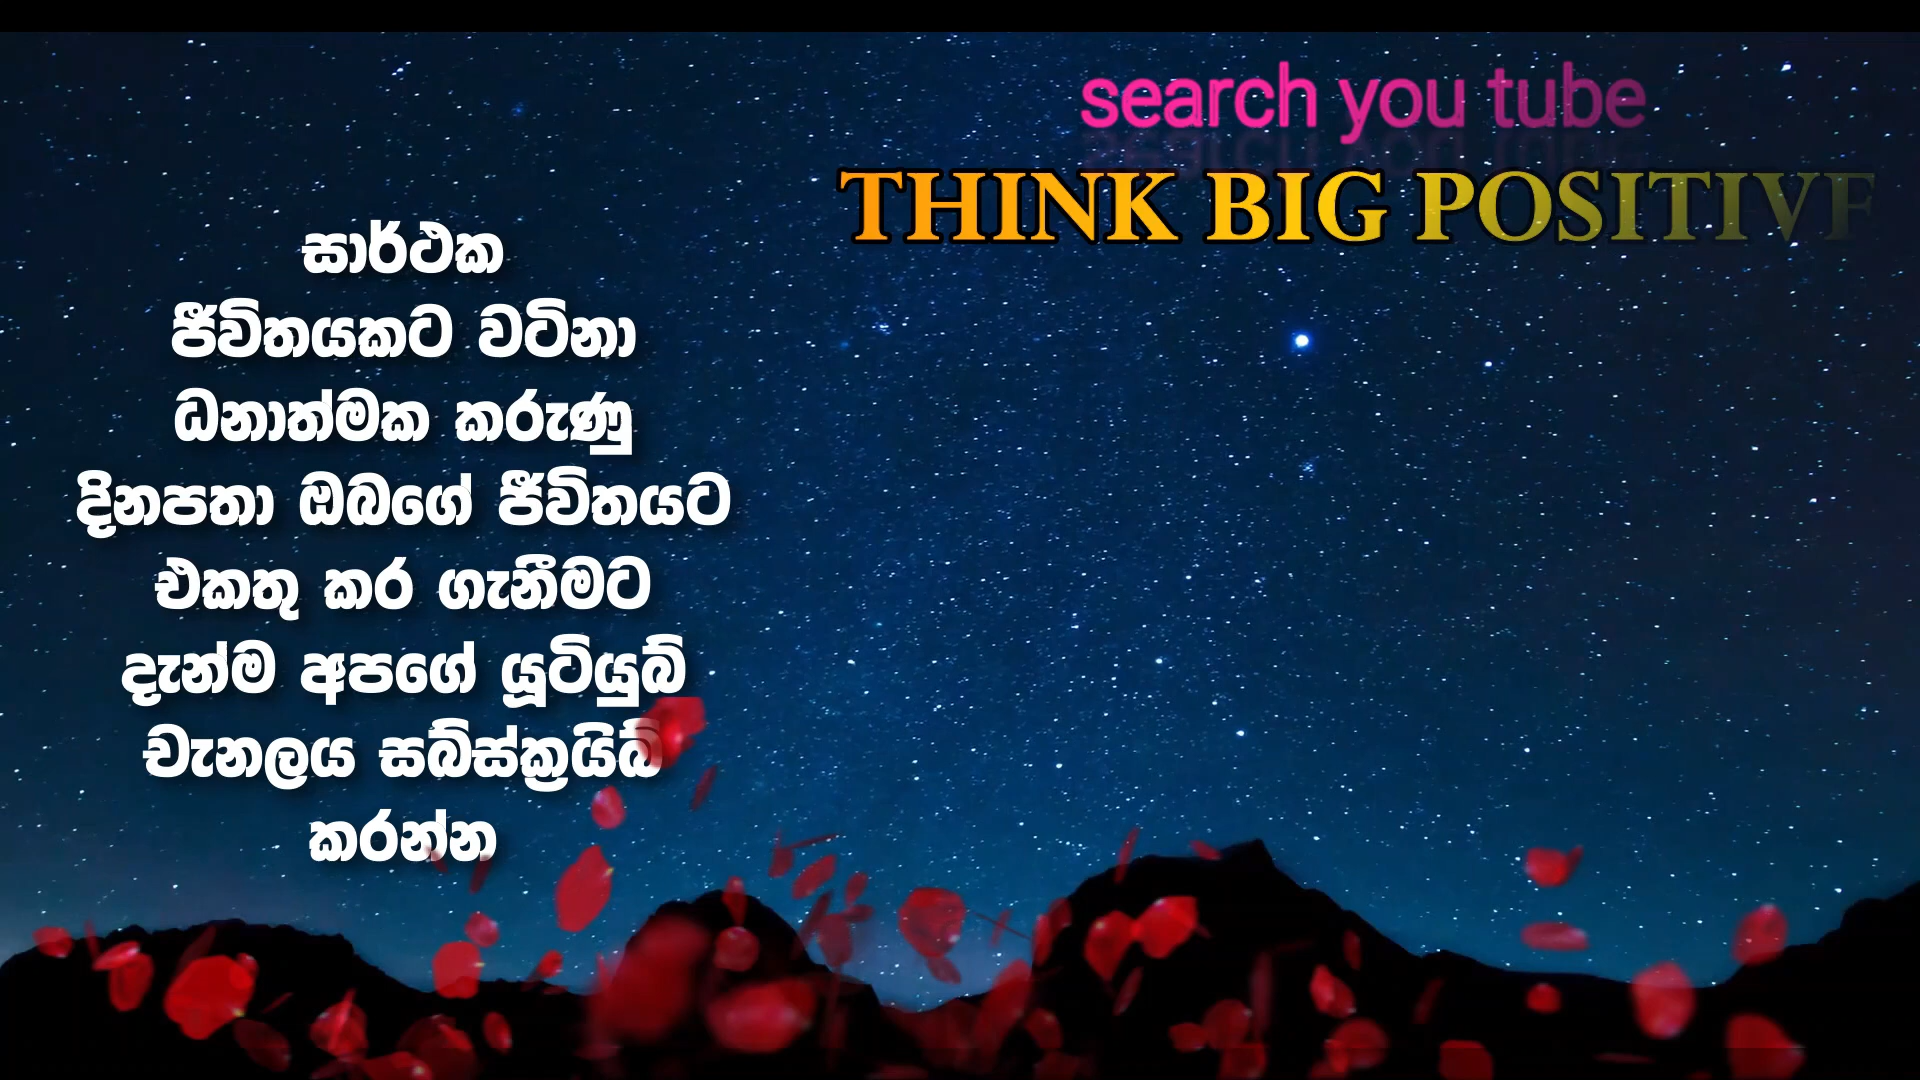 search you tube
THINK BIG POSITIVE
සාර්ථක
ජීවිතයකට වටිනා
ධනාත්මක කරුණු
දිනපතා ඔබගේ ජීවිතයට
එකතු කර ගැනීමට
දැන්ම අපගේ යූටියුබ්
චැනලය සබ්ස්ක්‍රයිබ්
කරන්න